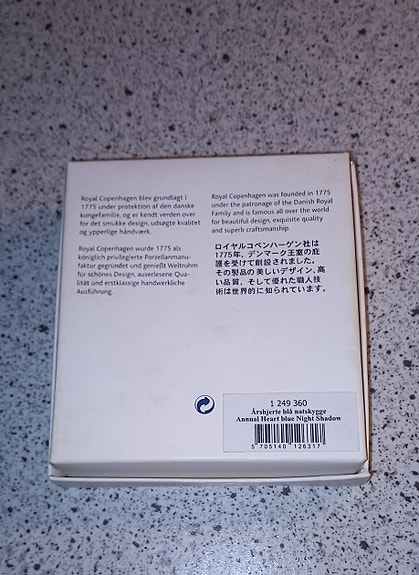 Royal Copenhagen blev grundlagt i
1775 under protektion af den danske
kongefamilie, og er kendt verden over
for det smukke design, udsøgte kvalitet
og ypperlige håndværk.
Royal Copenhagen wurde 1775 als
königlich privilegierte Porzellanmanu-
faktur gegründet und genießt Weltruhm
für schönes Design, auserlesene Qua-
lität und erstklassige handwerkliche
Ausführung.
Royal Copenhagen was founded in 1775
under the patronage of the Danish Royal
Family and is famous all over the world
for beautiful design, exquisite quality
and superb craftsmanship.
ロイヤルコペンハーゲン社は
1775年、デンマーク王室の庇
護を受けて創設されました。
その製品の美しいデザイン、高
い品質、そして優れた職人技
術は世界的に知られています。
1 249 360
Årshjerte blå natskygge
Annual Heart blue Night Shadow
5 705140 126317